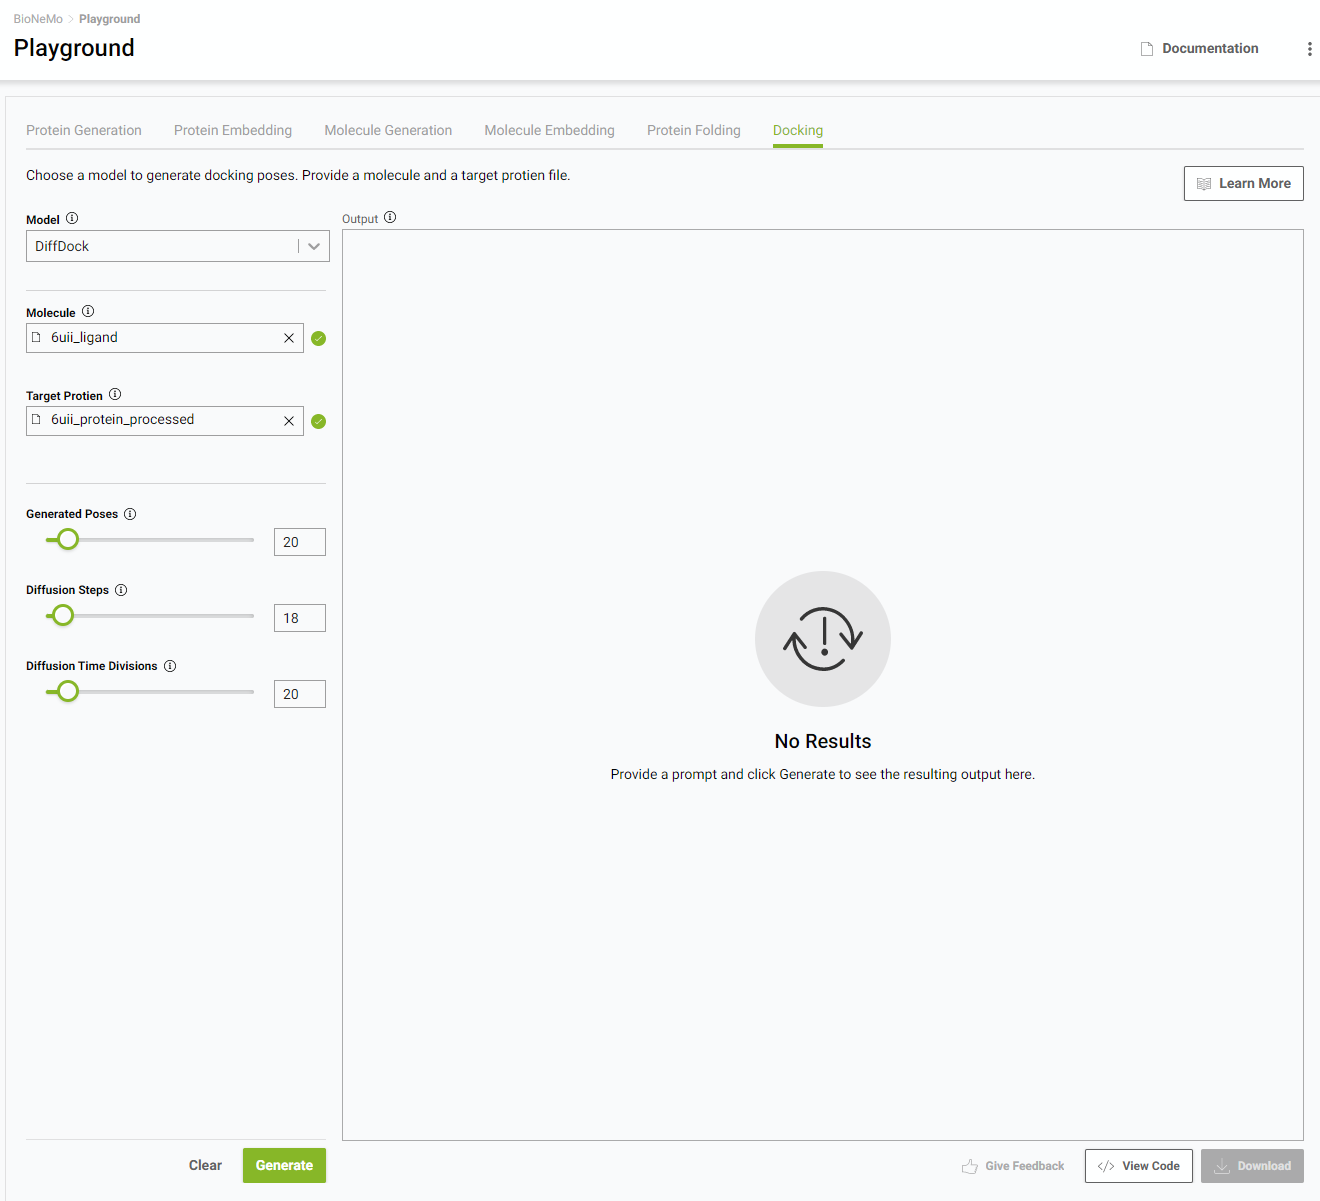 BioNeMo > Playground
Playground
Documentation
Protein Generation Protein Embedding Molecule Generation Molecule Embedding Protein Folding Docking
Choose a model to generate docking poses. Provide a molecule and a target protien file.
Learn More
Model
DiffDock
Molecule
6uii_ligand
Target Protien
6uii_protein_processed
Generated Poses
20
Diffusion Steps
18
Diffusion Time Divisions
20
Clear Generate
Output
No Results
Provide a prompt and click Generate to see the resulting output here.
Give Feedback </> View Code Download